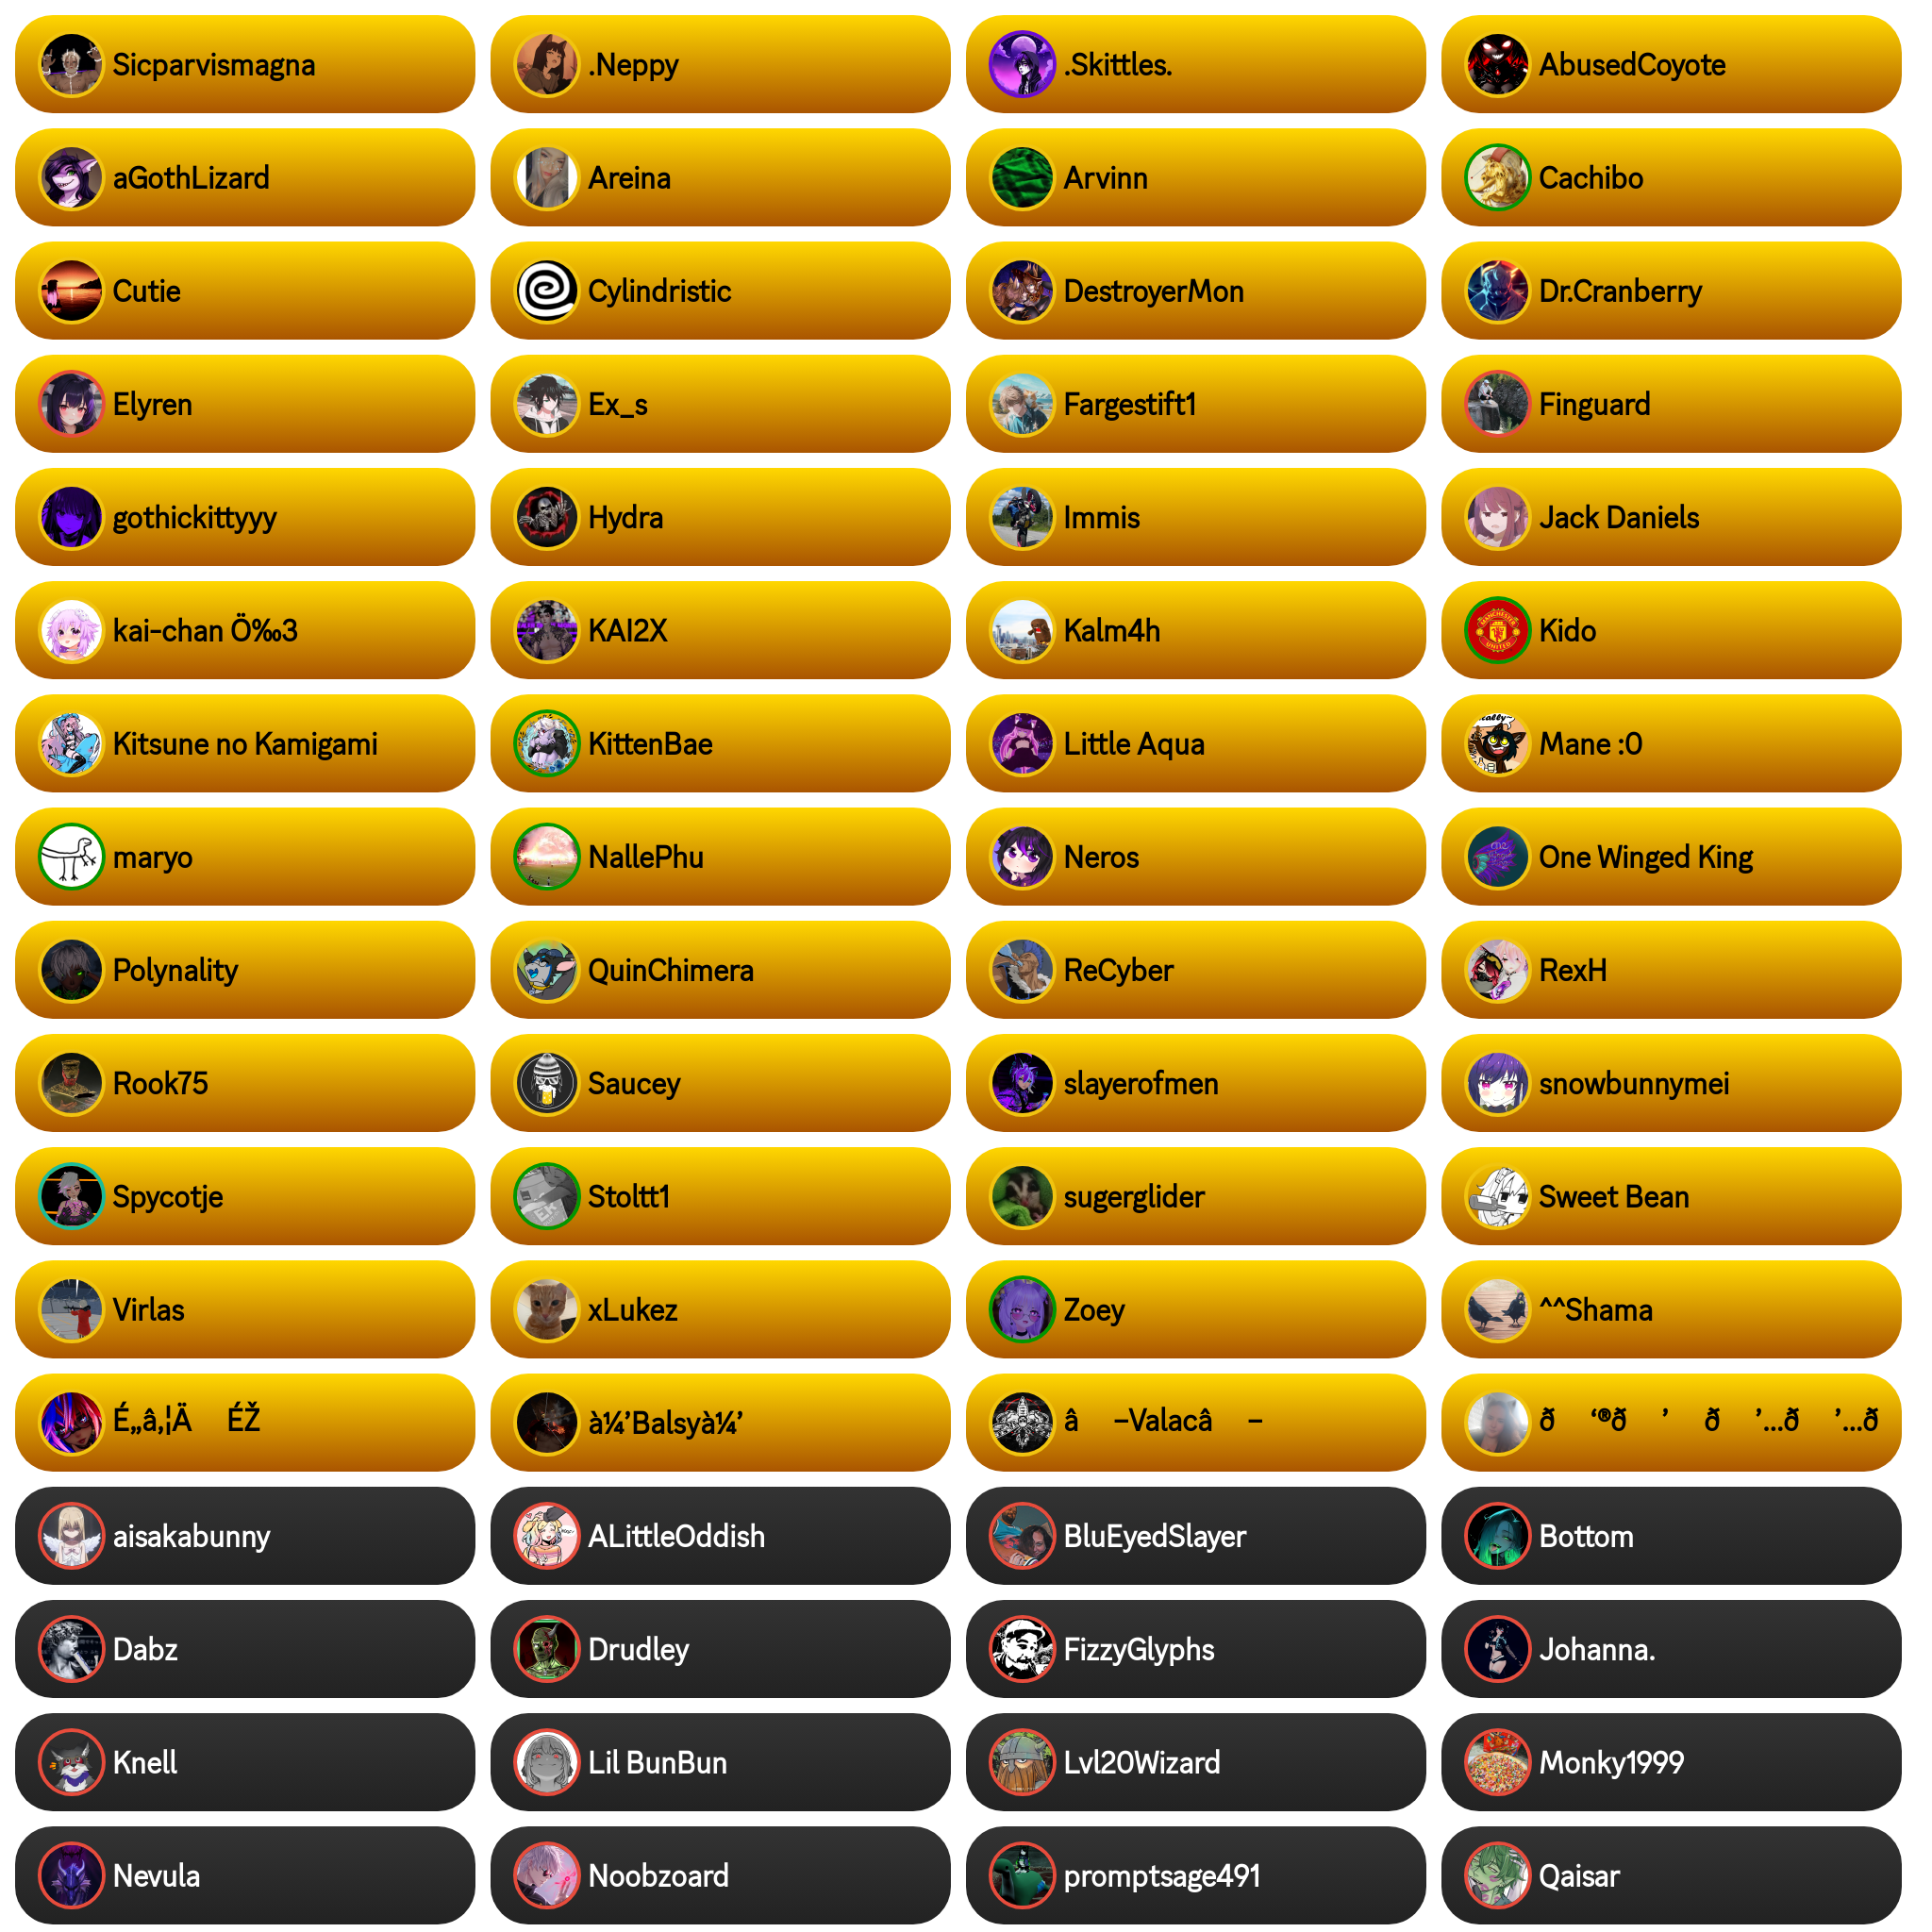 Sicparvismagna
.Neppy
.Skittles.
AbusedCoyote
aGothLizard
Areina
Arvinn
Cachibo
Cutie
Cylindristic
DestroyerMon
Dr.Cranberry
Elyren
Ex_s
Fargestift1
Finguard
gothickittyyy
Hydra
Immis
Jack Daniels
kai-chan Ö‰3
KAI2X
Kalm4h
Kido
MANCHESTER
UNITED
Kitsune no Kamigami
KittenBae
Little Aqua
Mane :0
maryo
NallePhu
Neros
One Winged King
Polynality
QuinChimera
ReCyber
RexH
Rook75
Saucey
slayerofmen
snowbunnymei
Spycotje
Stoltt1
sugerglider
Sweet Bean
Virlas
xLukez
Zoey
^^Shama
É„â‚¦Ä ÉŽ
à¼’Balsyà¼’
â –Valacâ –
ð ‘®ð ’ ð ’…ð ’…ð
aisakabunny
ALittleOddish
BluEyedSlayer
Bottom
Dabz
Drudley
FizzyGlyphs
Johanna.
Knell
Lil BunBun
Lvl20Wizard
Monky1999
Nevula
Noobzoard
promptsage491
Qaisar